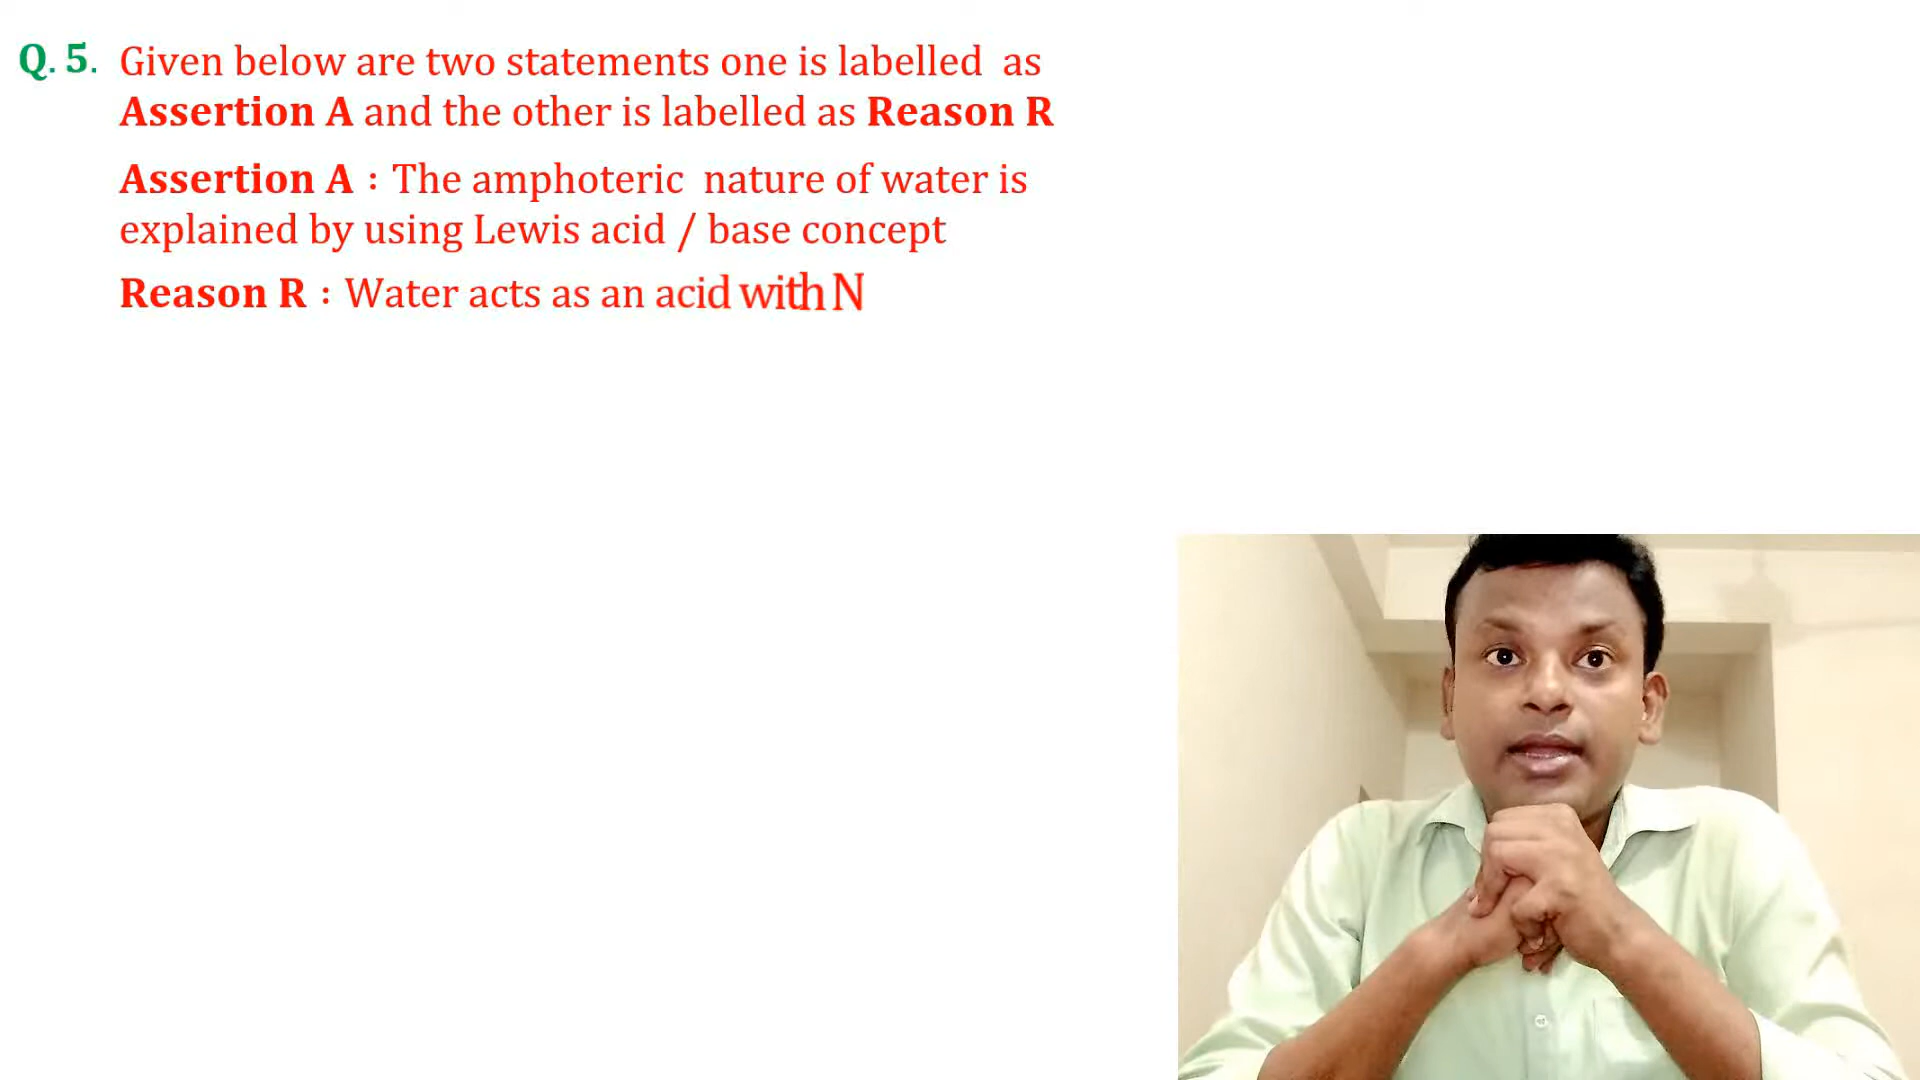 Q. 5. Given below are two statements one is labelled as
Assertion A and the other is labelled as Reason R
Assertion A : The amphoteric nature of water is
explained by using Lewis acid / base concept
Reason R : Water acts as an acid with N